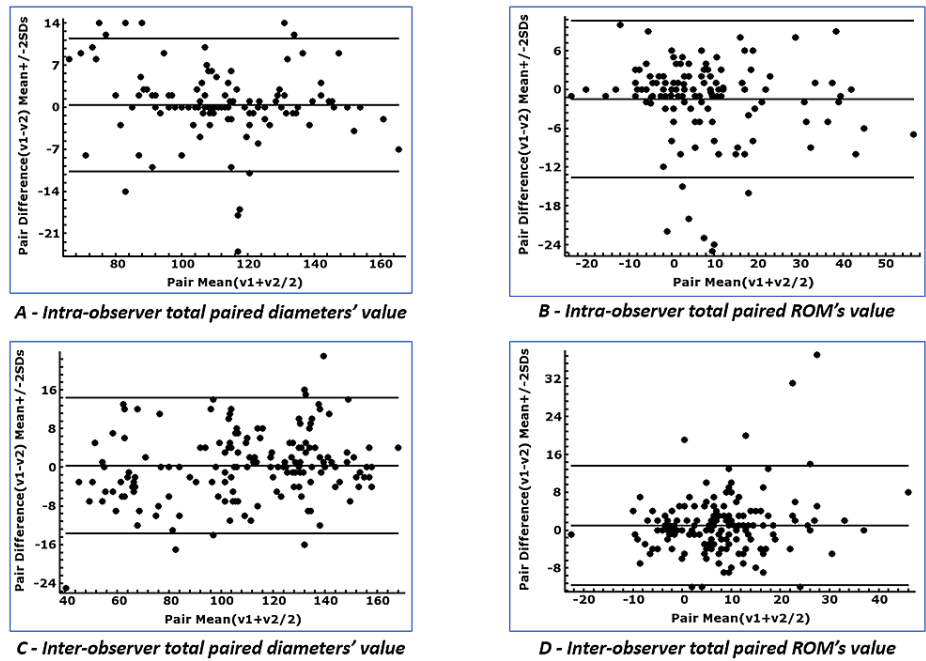 Pair Difference(v1-v2) Mean+/-2SDs
14
7
0
-7
-14
-21
80 100 120 140 160
Pair Mean(v1+v2/2)
A - Intra-observer total paired diameters’ value
Pair Difference(v1-v2) Mean+/-2SDs
6
0
-6
-12
-18
-24
-20 -10 0 10 20 30 40 50
Pair Mean(v1+v2/2)
B - Intra-observer total paired ROM’s value
Pair Difference(v1-v2) Mean+/-2SDs
16
8
0
-8
-16
-24
40 60 80 100 120 140 160
Pair Mean(v1+v2/2)
C - Inter-observer total paired diameters’ value
Pair Difference(v1-v2) Mean+/-2SDs
32
24
16
8
0
-8
-20 -10 0 10 20 30 40
Pair Mean(v1+v2/2)
D - Inter-observer total paired ROM’s value